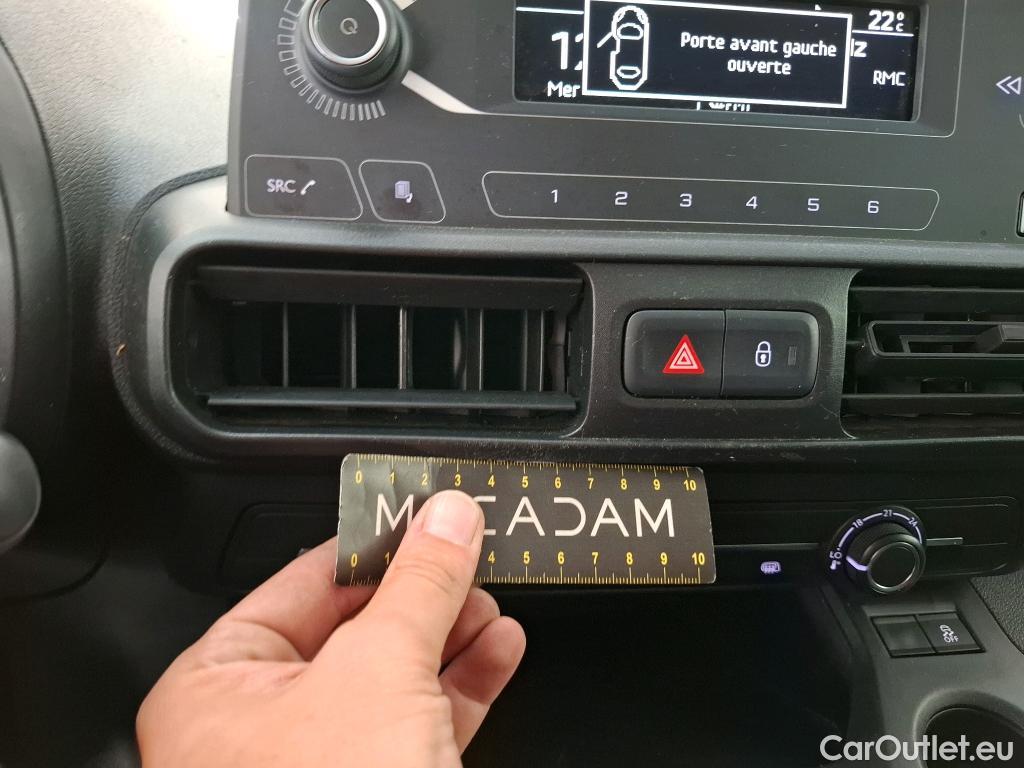 22°C
Porte avant gauche
ouverte
Mer
RMC
SRC
1 2 3 4 5 6
0 1 2 3 4 5 6 7 8 9 10
CADAM
0 1 4 5 6 7 8 9 10
18 21 24
LO
OFF
CarOutlet.eu